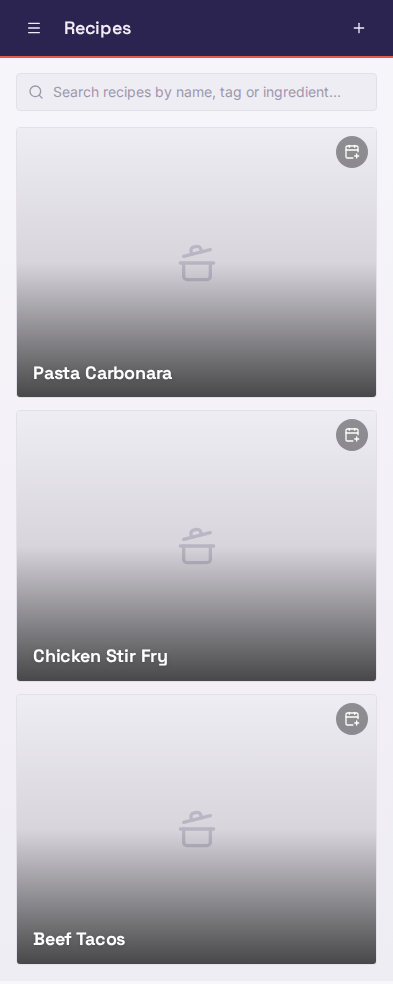 Recipes
Search recipes by name, tag or ingredient...
Pasta Carbonara
Chicken Stir Fry
Beef Tacos